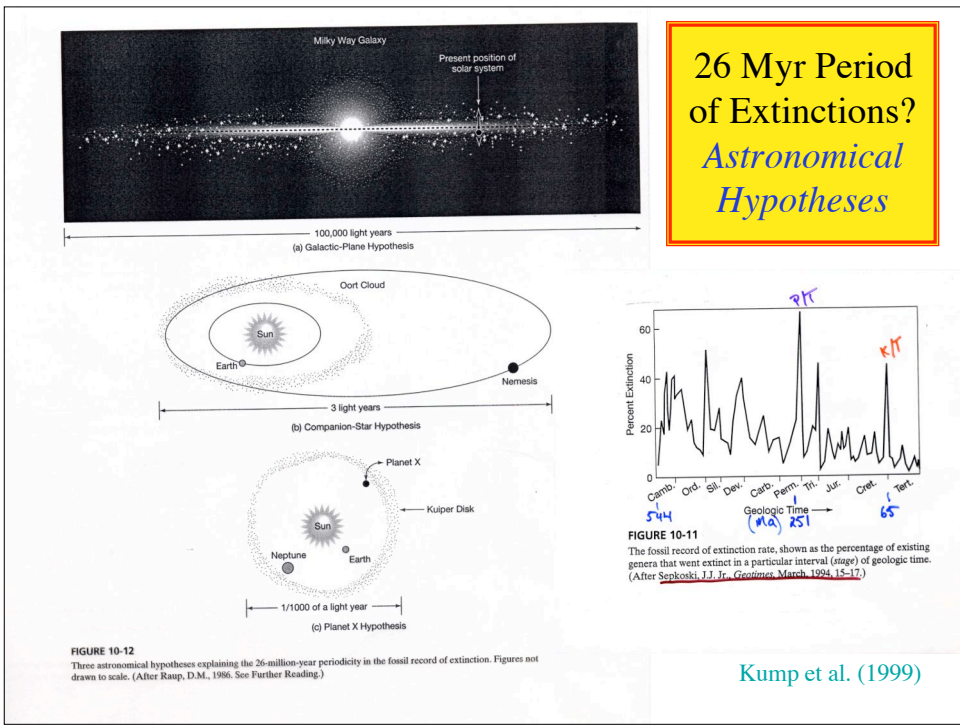 26 Myr Period
of Extinctions?
Astronomical
Hypotheses
Milky Way Galaxy
Present position of
solar system
100,000 light years
(a) Galactic-Plane Hypothesis
Oort Cloud
Sun
Earth
Nemesis
3 light years
(b) Companion-Star Hypothesis
Planet X
Kuiper Disk
Sun
Neptune
Earth
1/1000 of a light year
(c) Planet X Hypothesis
FIGURE 10-12
Three astronomical hypotheses explaining the 26-million-year periodicity in the fossil record of extinction. Figures not
drawn to scale. (After Raup, D.M., 1986. See Further Reading.)
P/T
K/T
Percent Extinction
60
40
20
0
Camb. Ord. Sil. Dev. Carb. Perm. Tri. Jur. Cret. Tert.
Geologic Time
544 (Ma) 251 65
FIGURE 10-11
The fossil record of extinction rate, shown as the percentage of existing
genera that went extinct in a particular interval (stage) of geologic time.
(After Sepkoski, J.J. Jr., Geotimes, March, 1994, 15–17.)
Kump et al. (1999)